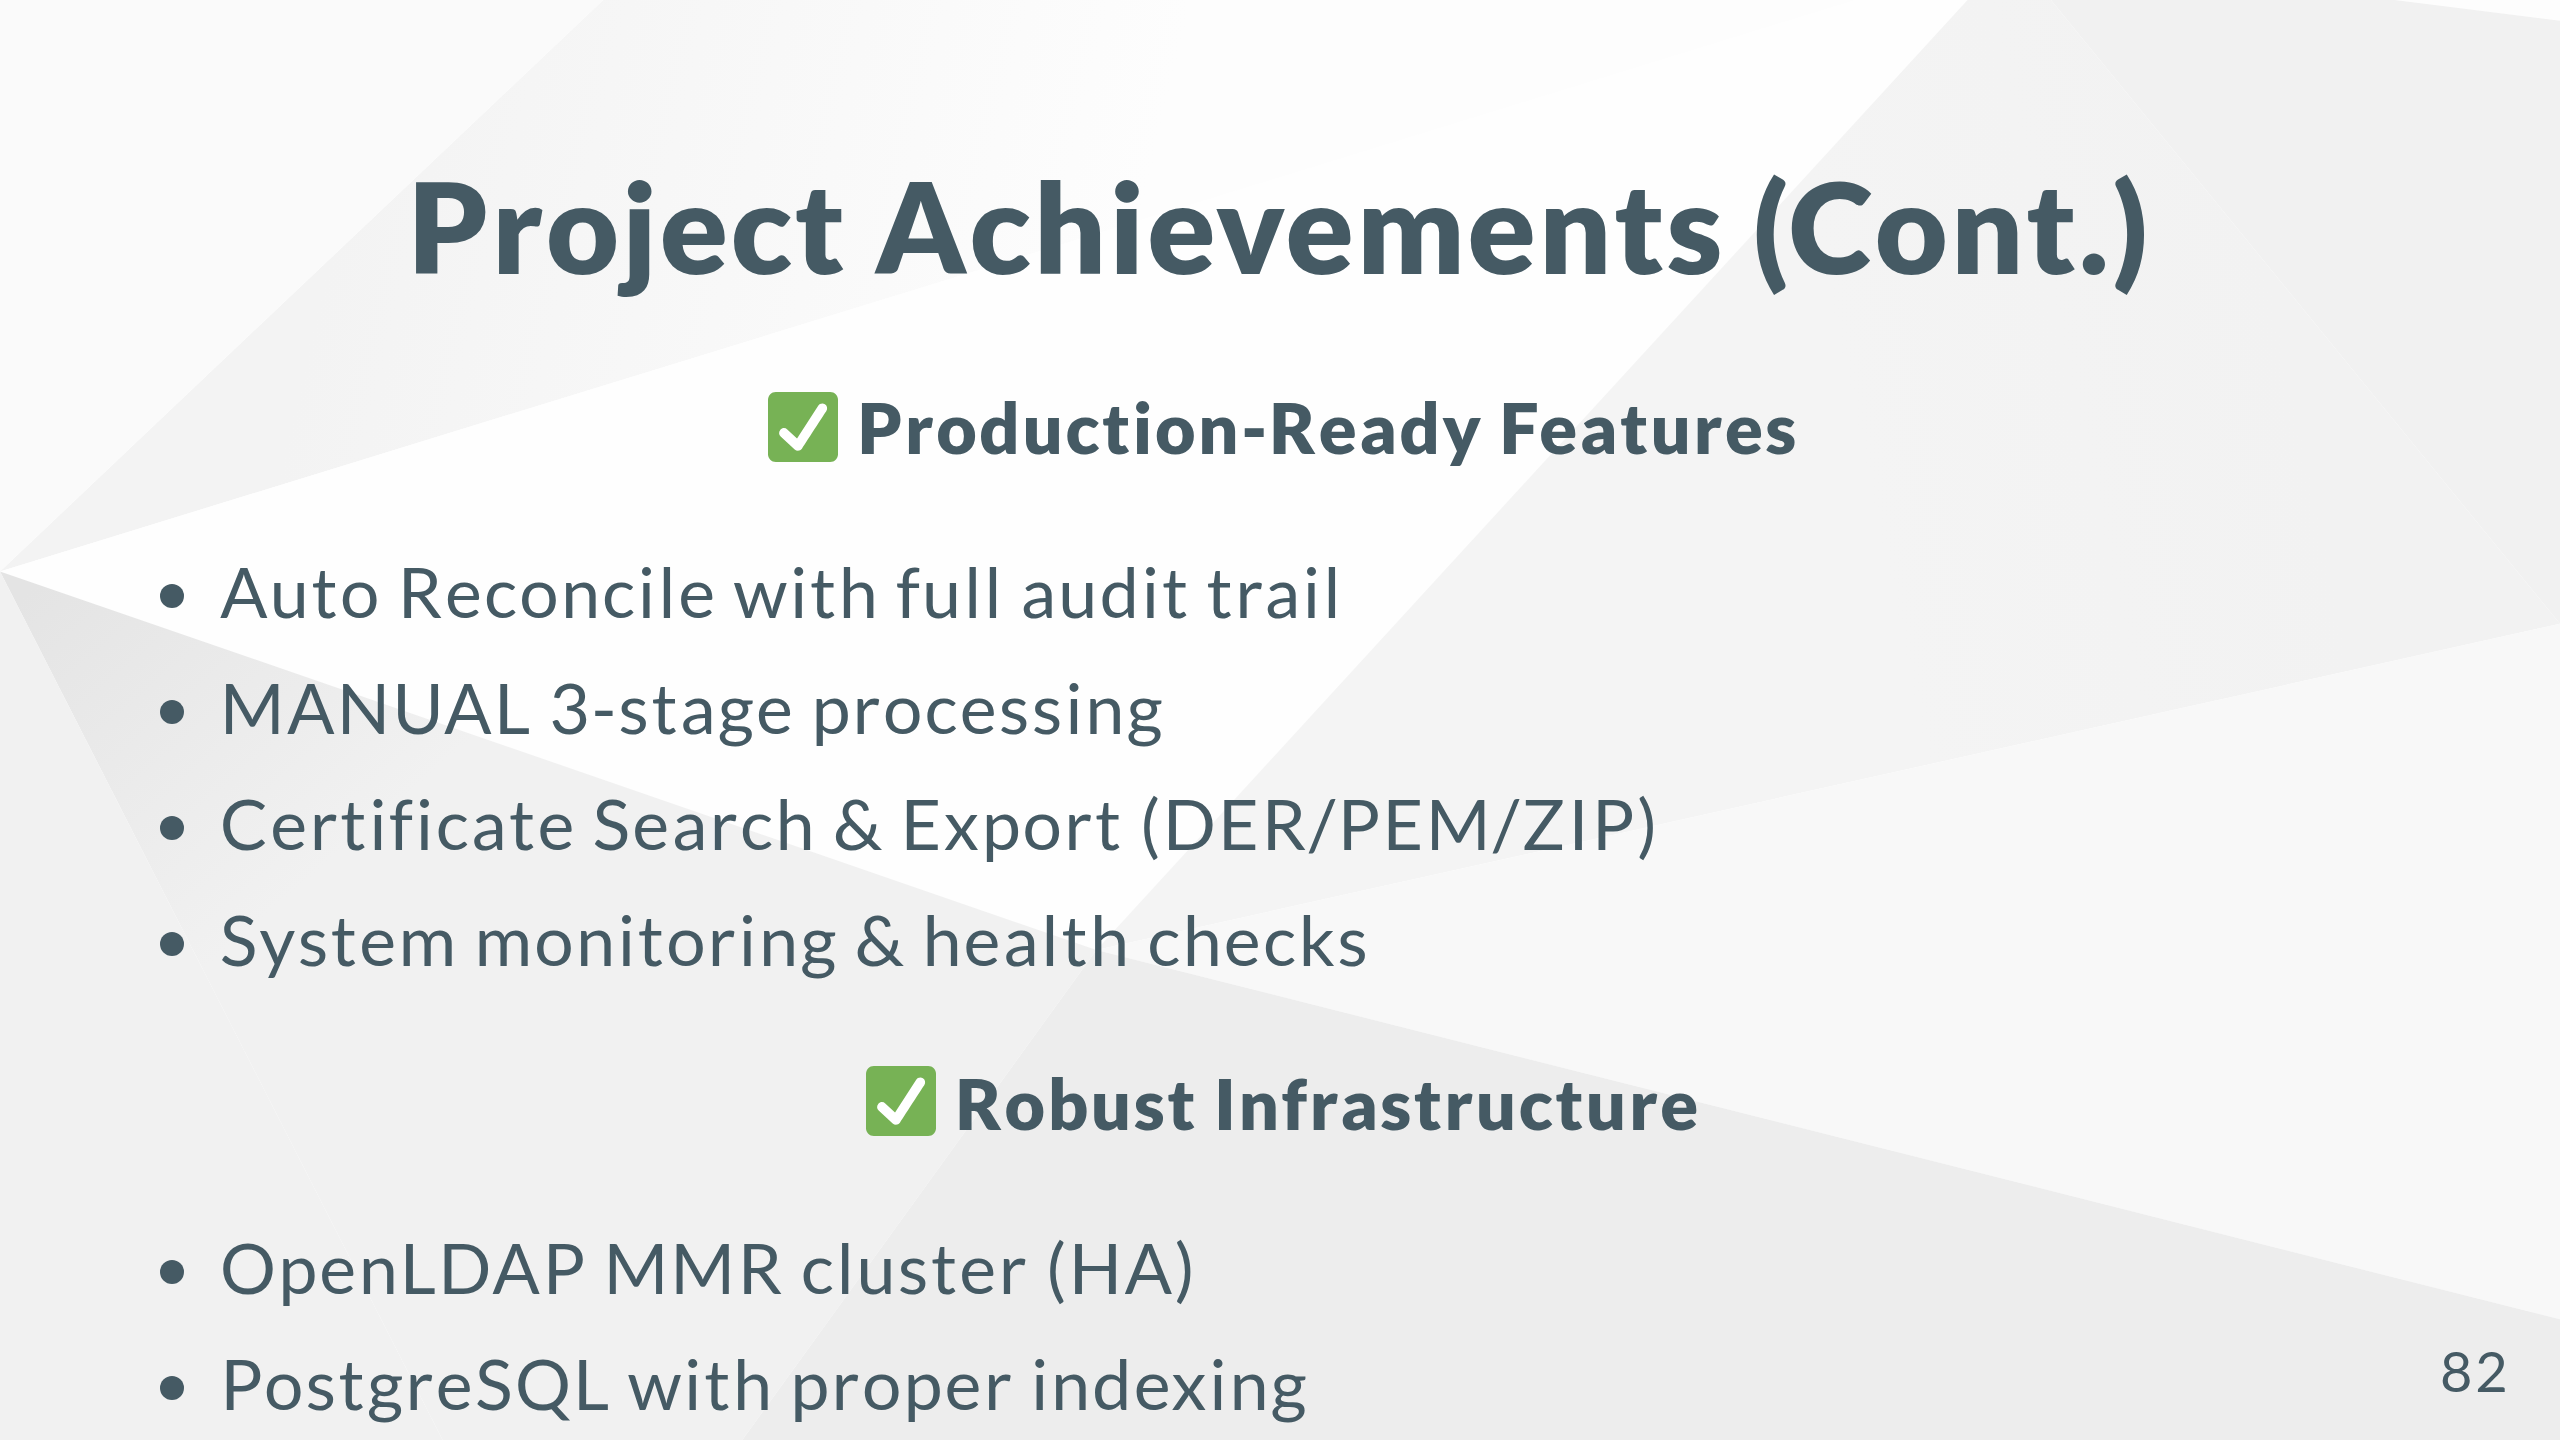 Project Achievements (Cont.)
✅ Production-Ready Features
• Auto Reconcile with full audit trail
• MANUAL 3-stage processing
• Certificate Search & Export (DER/PEM/ZIP)
• System monitoring & health checks
✅ Robust Infrastructure
• OpenLDAP MMR cluster (HA)
• PostgreSQL with proper indexing
82